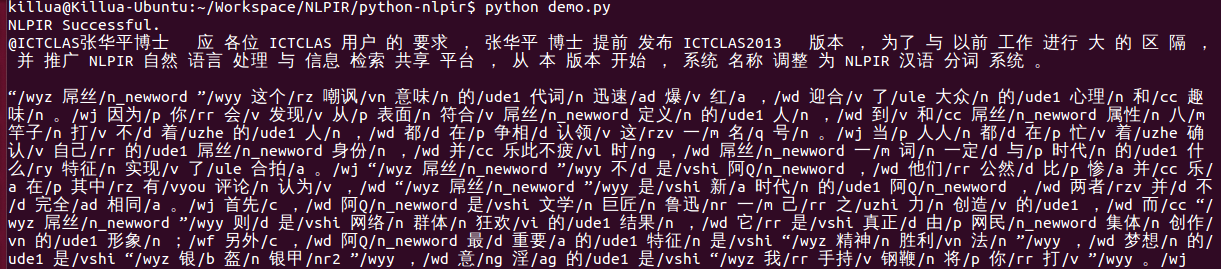 killua@Killua-Ubuntu:~/Workspace/NLPIR/python-nlpir$ python demo.py
NLPIR Successful.
@ICTCLAS张华平博士   应 各位 ICTCLAS 用户 的 要求 ， 张华平 博士 提前 发布 ICTCLAS2013   版本 ， 为了 与 以前 工作 进行 大 的 区 隔 ，
 并 推广 NLPIR 自然 语言 处理 与 信息 检索 共享 平台 ， 从 本 版本 开始 ， 系统 名称 调整 为 NLPIR 汉语 分词 系统 。
“/wyz 屌丝/n_newword ”/wyy 这个/rz 嘲讽/vn 意味/n 的/ude1 代词/n 迅速/ad 爆/v 红/a ，/wd 迎合/v 了/ule 大众/n 的/ude1 心理/n 和/cc 趣
味/n 。/wj 因为/p 你/rr 会/v 发现/v 从/p 表面/n 符合/v 屌丝/n_newword 定义/n 的/ude1 人/n ，/wd 到/v 和/cc 屌丝/n_newword 属性/n 八/m
竿子/n 打/v 不/d 着/uzhe 的/ude1 人/n ，/wd 都/d 在/p 争相/d 认领/v 这/rzv 一/m 名/q 号/n 。/wj 当/p 人人/n 都/d 在/p 忙/v 着/uzhe 确
认/v 自己/rr 的/ude1 屌丝/n_newword 身份/n ，/wd 并/cc 乐此不疲/vl 时/ng ，/wd 屌丝/n_newword 一/m 词/n 一定/d 与/p 时代/n 的/ude1 什
么/ry 特征/n 实现/v 了/ule 合拍/a 。/wj “/wyz 屌丝/n_newword ”/wyy 不/d 是/vshi 阿Q/n_newword ，/wd 他们/rr 公然/d 比/p 惨/a 并/cc 乐/
a 在/p 其中/rz 有/vyou 评论/n 认为/v ，/wd “/wyz 屌丝/n_newword ”/wyy 是/vshi 新/a 时代/n 的/ude1 阿Q/n_newword ，/wd 两者/rzv 并/d 不
/d 完全/ad 相同/a 。/wj 首先/c ，/wd 阿Q/n_newword 是/vshi 文学/n 巨匠/n 鲁迅/nr 一/m 己/rr 之/uzhi 力/n 创造/v 的/ude1 ，/wd 而/cc “/
wyz 屌丝/n_newword ”/wyy 则/d 是/vshi 网络/n 群体/n 狂欢/vi 的/ude1 结果/n ，/wd 它/rr 是/vshi 真正/d 由/p 网民/n_newword 集体/n 创作/
vn 的/ude1 形象/n ；/wf 另外/c ，/wd 阿Q/n_newword 最/d 重要/a 的/ude1 特征/n 是/vshi “/wyz 精神/n 胜利/vn 法/n ”/wyy ，/wd 梦想/n 的/
ude1 是/vshi “/wyz 银/b 盔/n 银甲/nr2 ”/wyy ，/wd 意/ng 淫/ag 的/ude1 是/vshi “/wyz 我/rr 手持/v 钢鞭/n 将/p 你/rr 打/v ”/wyy 。/wj